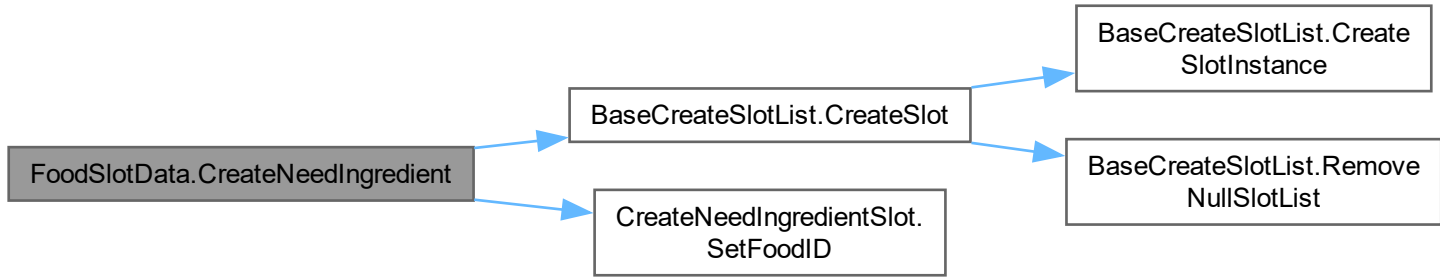 FoodSlotData.CreateNeedIngredient
BaseCreateSlotList.CreateSlot
BaseCreateSlotList.Create
SlotInstance
BaseCreateSlotList.Remove
NullSlotList
CreateNeedIngredientSlot.
SetFoodID